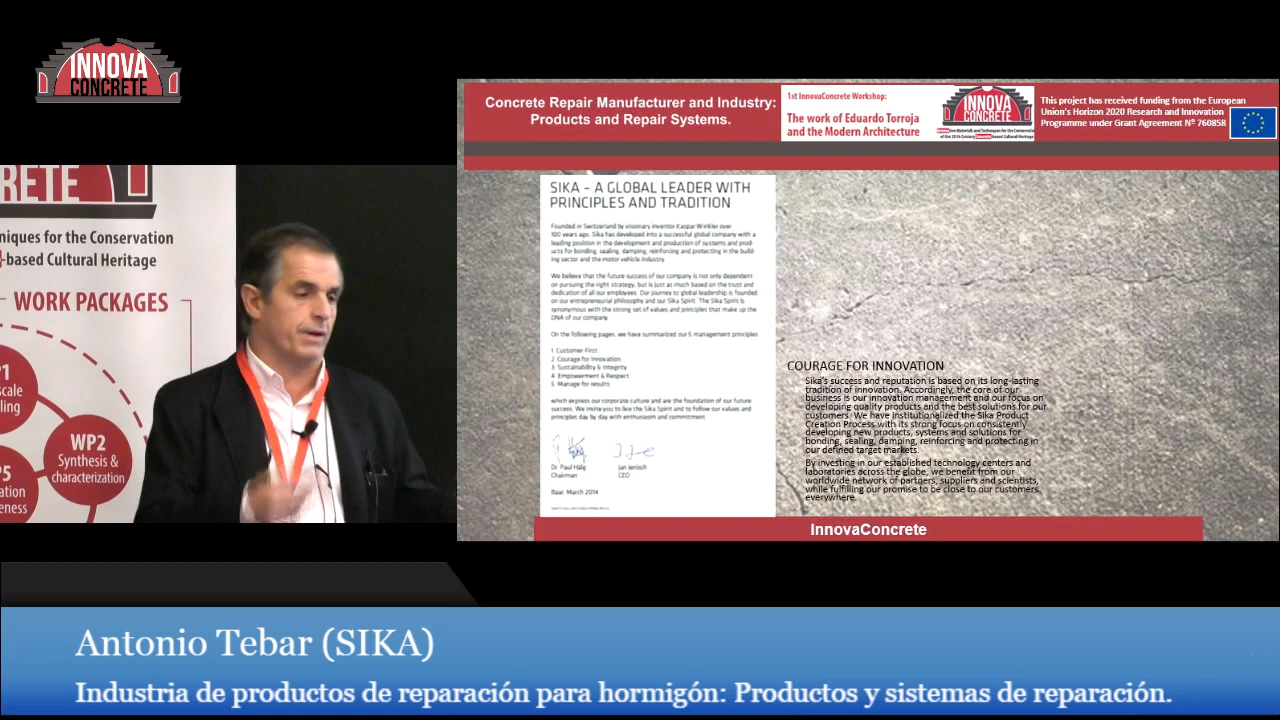 INNOVA
CONCRETE
RETE
niques for the Conservation
-based Cultural Heritage
WORK PACKAGES
P1
scale
ling
WP2
Synthesis &
characterization
P5
ation
eness
Concrete Repair Manufacturer and Industry:
Products and Repair Systems.
1st InnovaConcrete Workshop:
The work of Eduardo Torroja
and the Modern Architecture
INNOVA
CONCRETE
This project has received funding from the European
Union's Horizon 2020 Research and Innovation
Programme under Grant Agreement Nº 760858
SIKA – A GLOBAL LEADER WITH
PRINCIPLES AND TRADITION
Founded in Switzerland by visionary inventor Kaspar Winkler over
100 years ago, Sika has developed into a successful global company with a
leading position in the development and production of systems and prod-
ucts for bonding, sealing, damping, reinforcing and protecting in the build-
ing sector and the motor vehicle industry.
We believe that the future success of our company is not only dependent
on pursuing the right strategy, but is just as much based on the trust and
dedication of all our employees. Our journey to global leadership is founded
on our entrepreneurial philosophy and our Sika Spirit. The Sika Spirit is
synonymous with the strong set of values and principles that make up the
DNA of our company.
On the following pages, we have summarized our 5 management principles
1. Customer First
2. Courage for Innovation
3. Sustainability & Integrity
4. Empowerment & Respect
5. Manage for results
which express our corporate culture and are the foundation of our future
success. We invite you to live the Sika Spirit and to follow our values and
principles day by day with enthusiasm and commitment.
Dr. Paul Hälg Jan Jenisch
Chairman CEO
Baar, March 2014
COURAGE FOR INNOVATION
Sika's success and reputation is based on its long-lasting
tradition of innovation. Accordingly, the core of our
business is our innovation management and our focus on
developing quality products and the best solutions for our
customers. We have institutionalized the Sika Product
Creation Process with its strong focus on consistently
developing new products, systems and solutions for
bonding, sealing, damping, reinforcing and protecting in
our defined target markets.
By investing in our established technology centers and
laboratories across the globe, we benefit from our
worldwide network of partners, suppliers and scientists,
while fulfilling our promise to be close to our customers
everywhere.
InnovaConcrete
Antonio Tebar (SIKA)
Industria de productos de reparación para hormigón: Productos y sistemas de reparación.